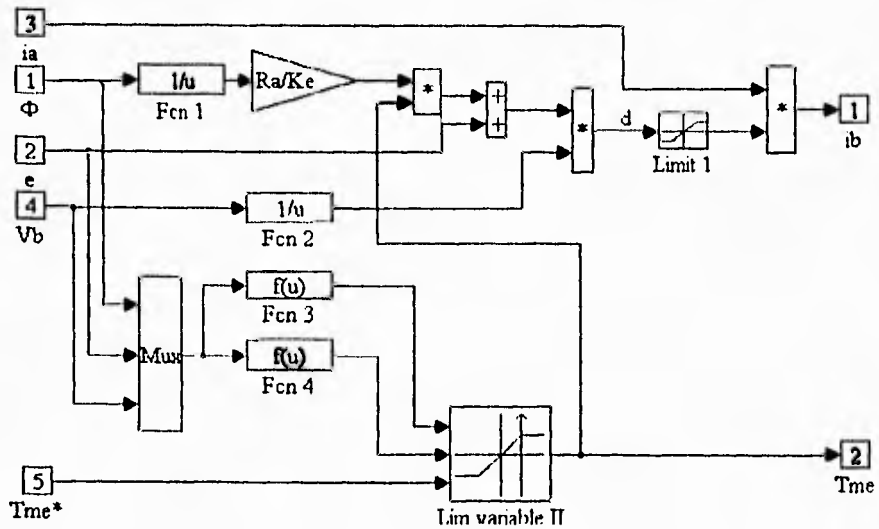 3
ia
1
Φ
1/u
Fcn 1
Ra/Ke
*
+
+
*
d
Limit 1
*
1
ib
2
e
4
Vb
1/u
Fcn 2
Mux
f(u)
Fcn 3
f(u)
Fcn 4
5
Tme*
Lim variable II
2
Tme